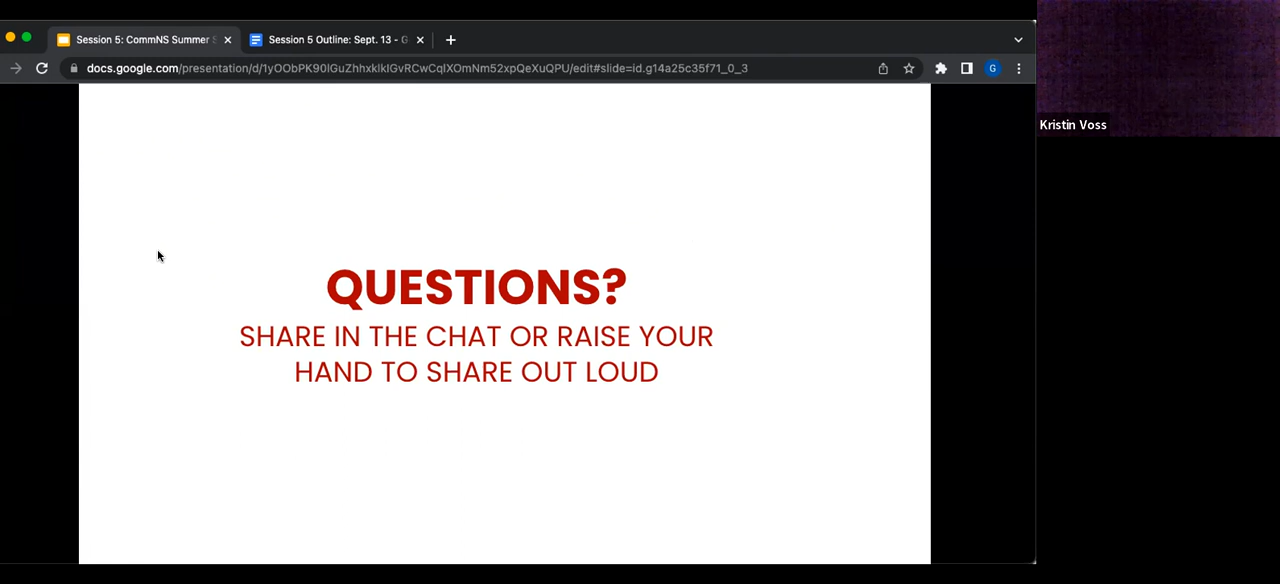 Session 5: CommNS Summer S
Session 5 Outline: Sept. 13 - G
docs.google.com/presentation/d/1yOObPK90IGuZhhxkIkIGvRCwCqIXOmNm52xpQeXuQPU/edit#slide=id.g14a25c35f71_0_3
G
Kristin Voss
QUESTIONS?
SHARE IN THE CHAT OR RAISE YOUR
HAND TO SHARE OUT LOUD